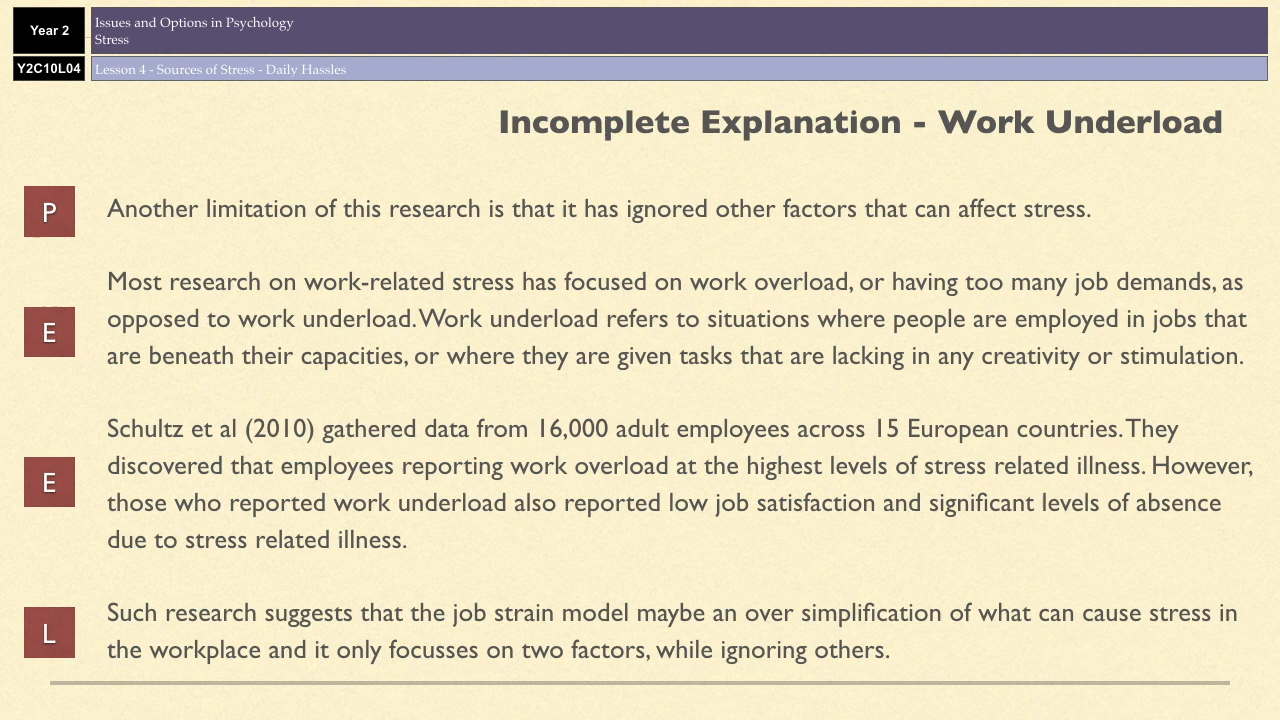 Year 2
Issues and Options in Psychology
Stress
Y2C10L04
Lesson 4 - Sources of Stress - Daily Hassles
Incomplete Explanation - Work Underload
P
Another limitation of this research is that it has ignored other factors that can affect stress.
E
Most research on work-related stress has focused on work overload, or having too many job demands, as
opposed to work underload. Work underload refers to situations where people are employed in jobs that
are beneath their capacities, or where they are given tasks that are lacking in any creativity or stimulation.
E
Schultz et al (2010) gathered data from 16,000 adult employees across 15 European countries. They
discovered that employees reporting work overload at the highest levels of stress related illness. However,
those who reported work underload also reported low job satisfaction and significant levels of absence
due to stress related illness.
L
Such research suggests that the job strain model maybe an over simplification of what can cause stress in
the workplace and it only focusses on two factors, while ignoring others.